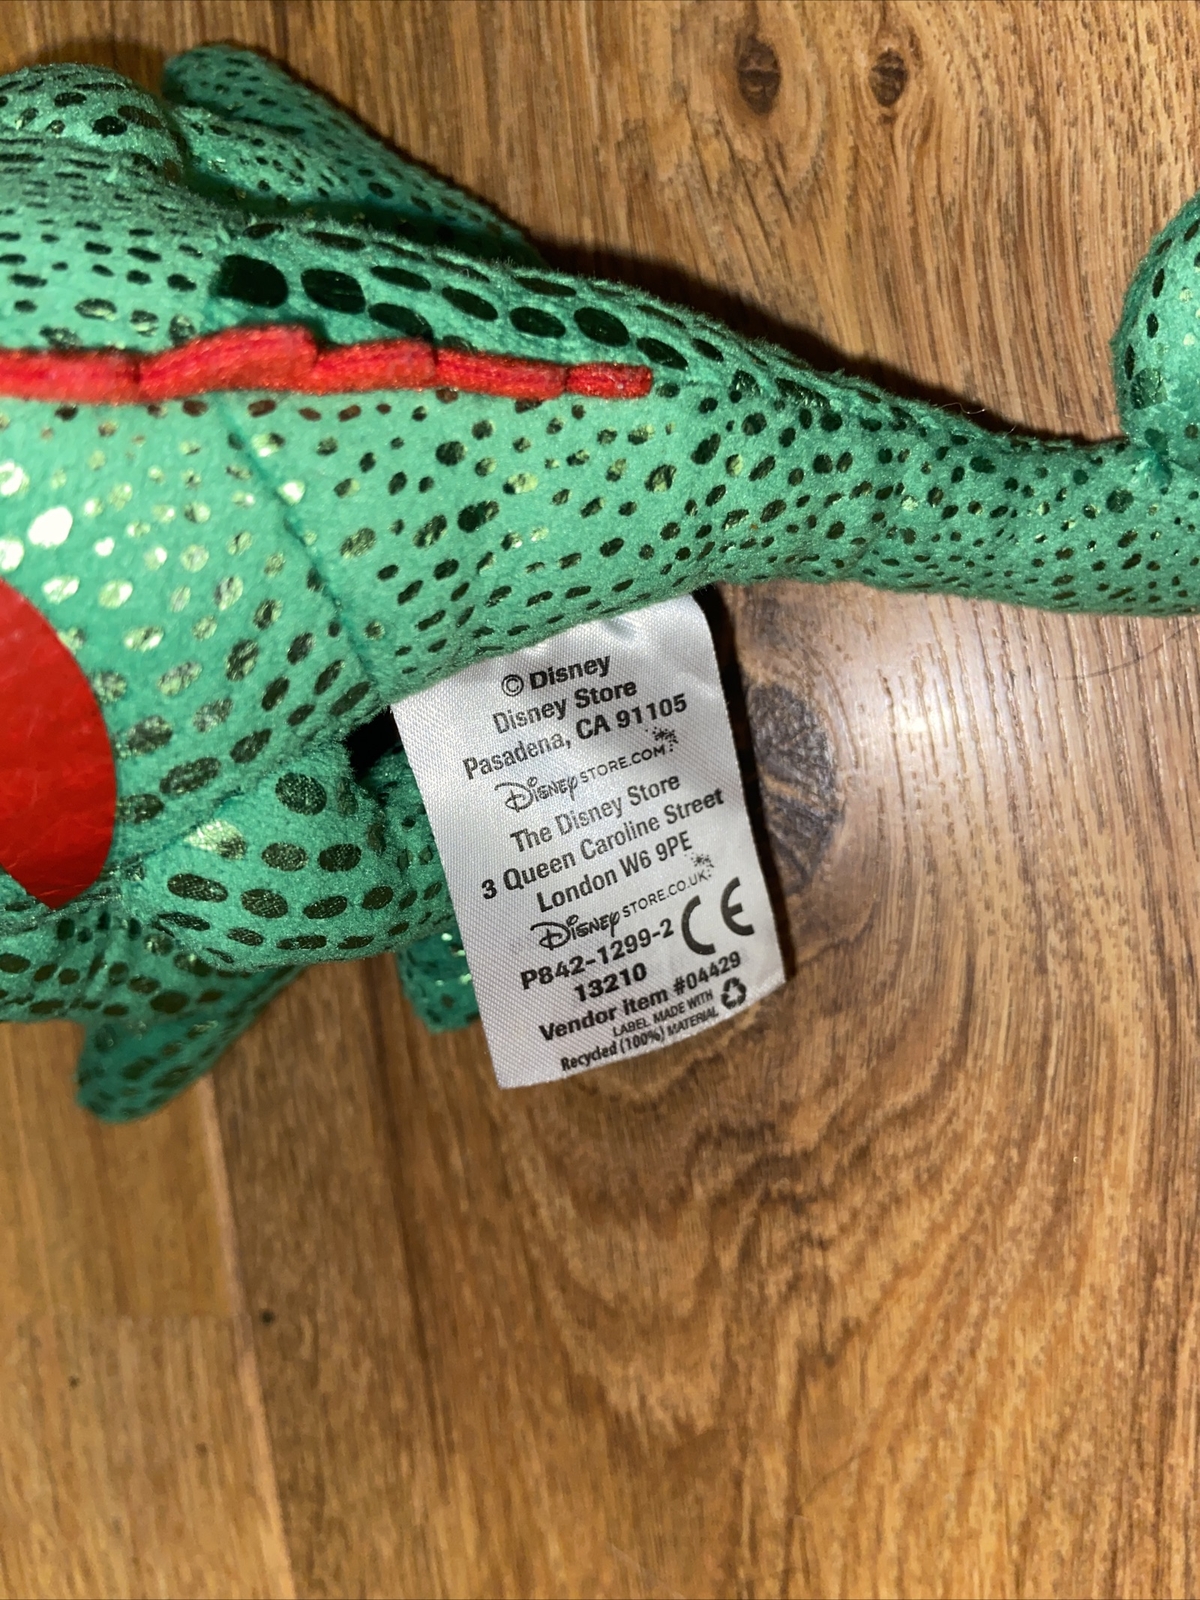 © Disney
Disney Store
Pasadena, CA 91105
DISNEYSTORE.COM
The Disney Store
3 Queen Caroline Street
London W6 9PE
DISNEYSTORE.CO.UK
P842-1299-2 CE
13210
Vendor item #04429
LABEL MADE WITH
Recycled (100%) MATERIAL